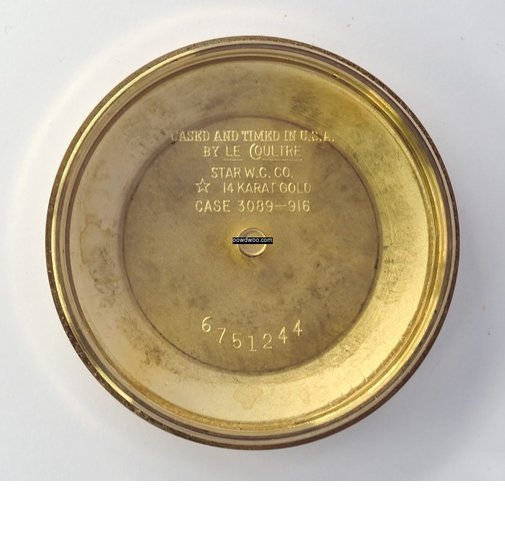 CASED AND TIMED IN U.S.A.
BY LE COULTRE
STAR W.C. CO.
☆ 14 KARAT GOLD
CASE 3089-916
oowdwoo.com
6751244